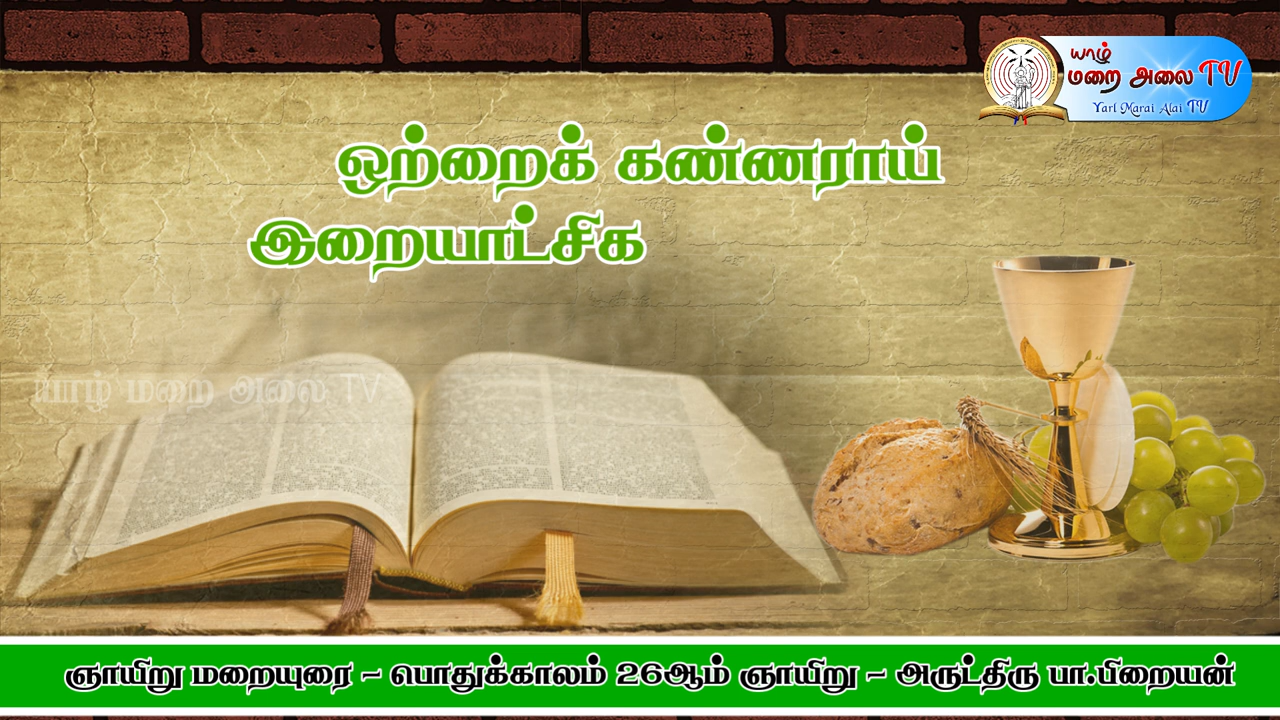 யாழ்
மறை அலை TV
Yarl Marai Alai TV
ஒற்றைக் கண்ணராய்
இறையாட்சிக
யாழ் மறை அலை TV
ஞாயிறு மறையுரை – பொதுக்காலம் 26ஆம் ஞாயிறு – அருட்திரு பா.பிறையன்